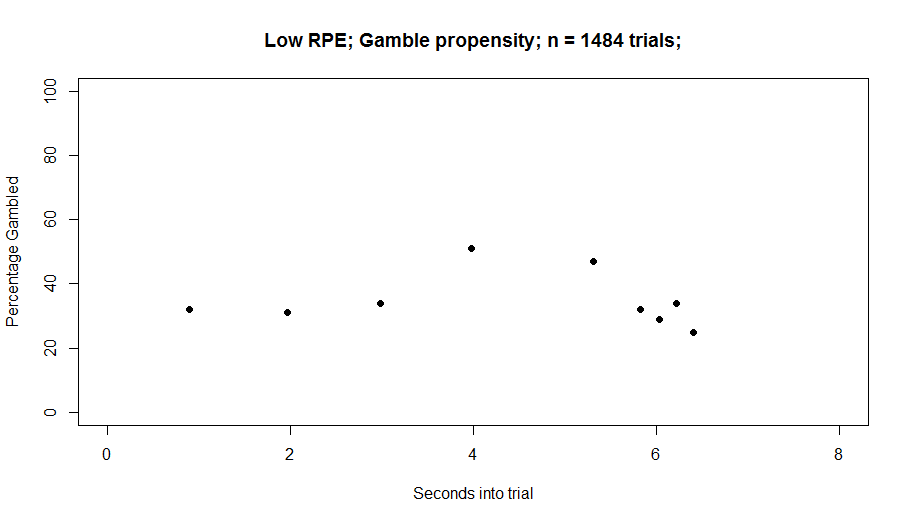 Low RPE; Gamble propensity; n = 1484 trials;
Percentage Gambled
100
80
60
40
20
0
0 2 4 6 8
Seconds into trial